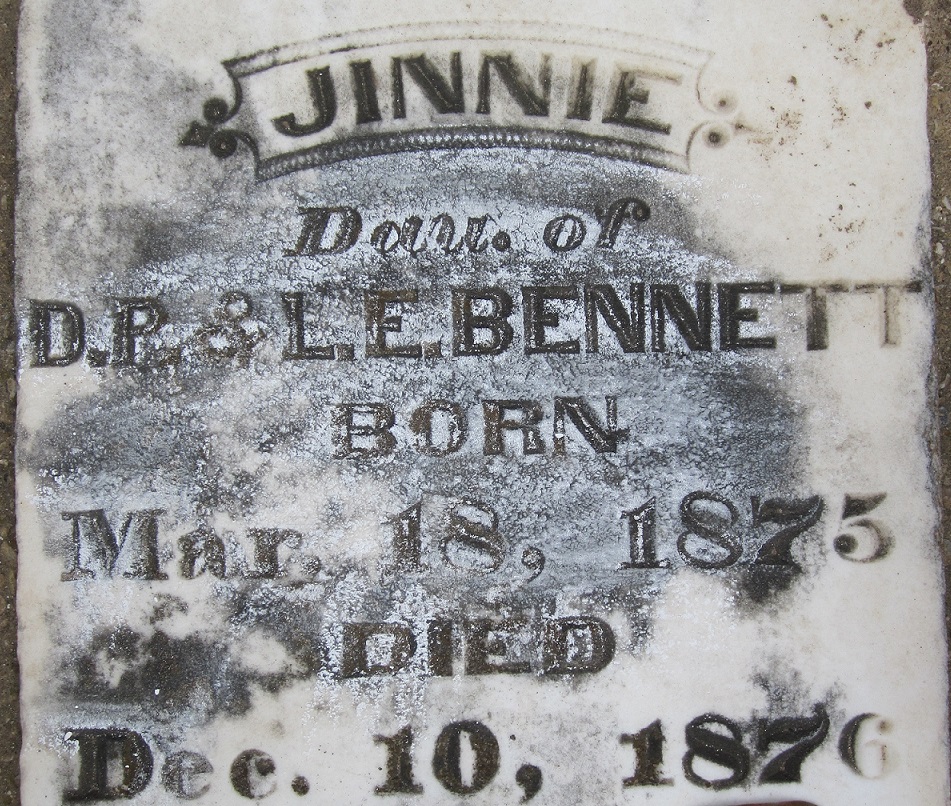 JINNIE
Dau. of
D.P. & L.E. BENNETT
BORN
Mar. 18, 1875
DIED
Dec. 10, 1876